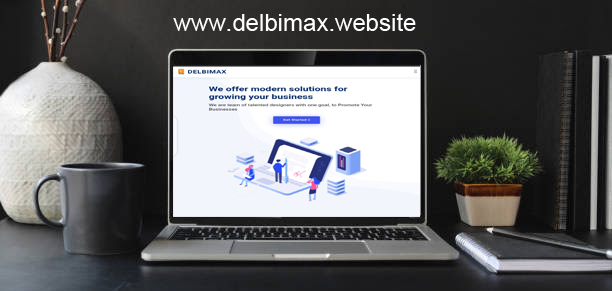 www.delbimax.website
DELBIMAX
We offer modern solutions for
growing your business
We are team of talented designers with one goal, to Promote Your
Businesses
Get Started